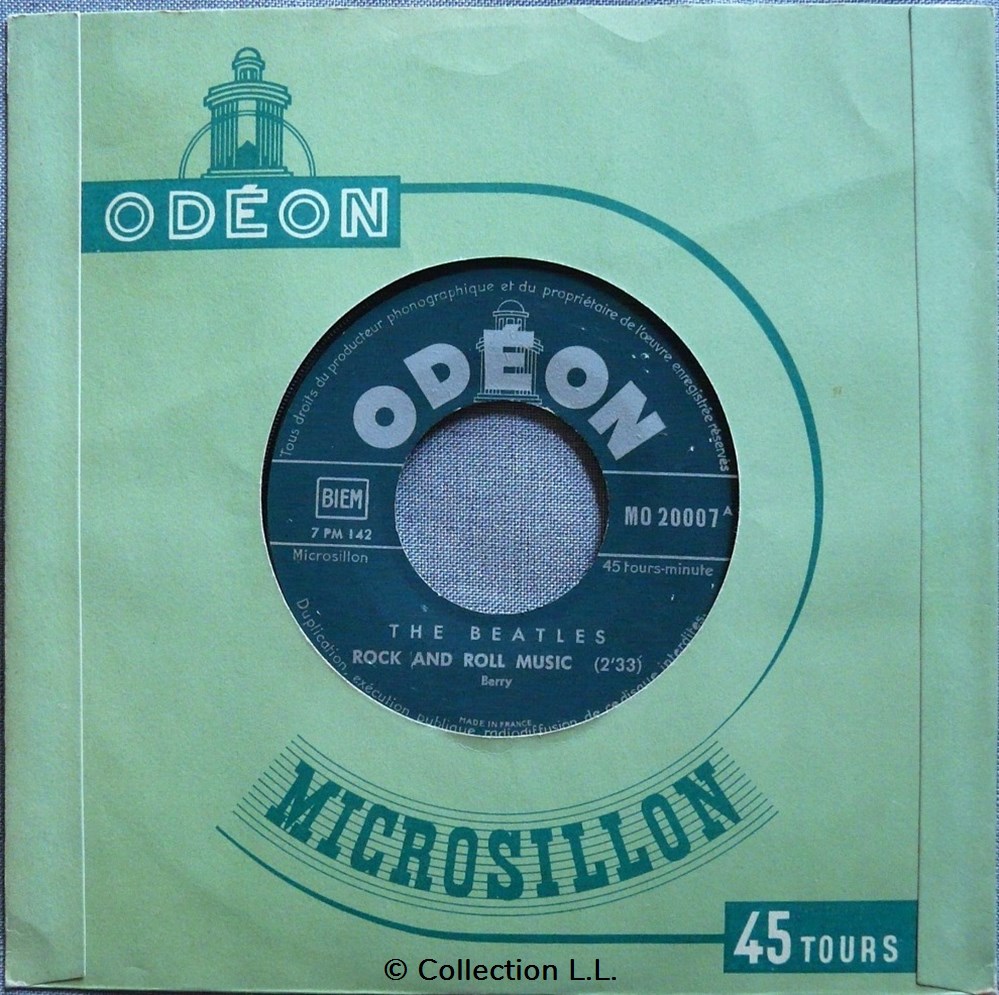 ODÉON
Tous droits du producteur phonographique et du propriétaire de l'œuvre enregistrée réservés
ODÉON
BIEM
7 PM 142
MO 20007 A
Microsillon
45 tours-minute
THE BEATLES
ROCK AND ROLL MUSIC (2'33)
Berry
MADE IN FRANCE
Duplication, exécution publique, radiodiffusion de ce disque interdites.
MICROSILLON
45 TOURS
© Collection L.L.